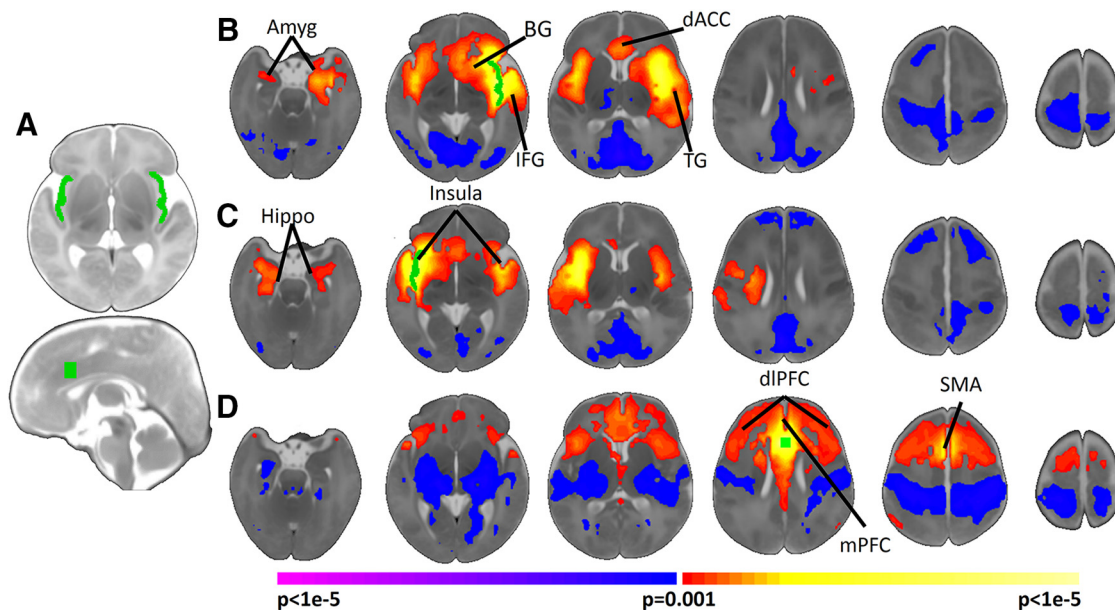 B
Amyg
BG
dACC
A
IFG
TG
C
Hippo
Insula
D
dlPFC
SMA
mPFC
p<1e-5
p=0.001
p<1e-5